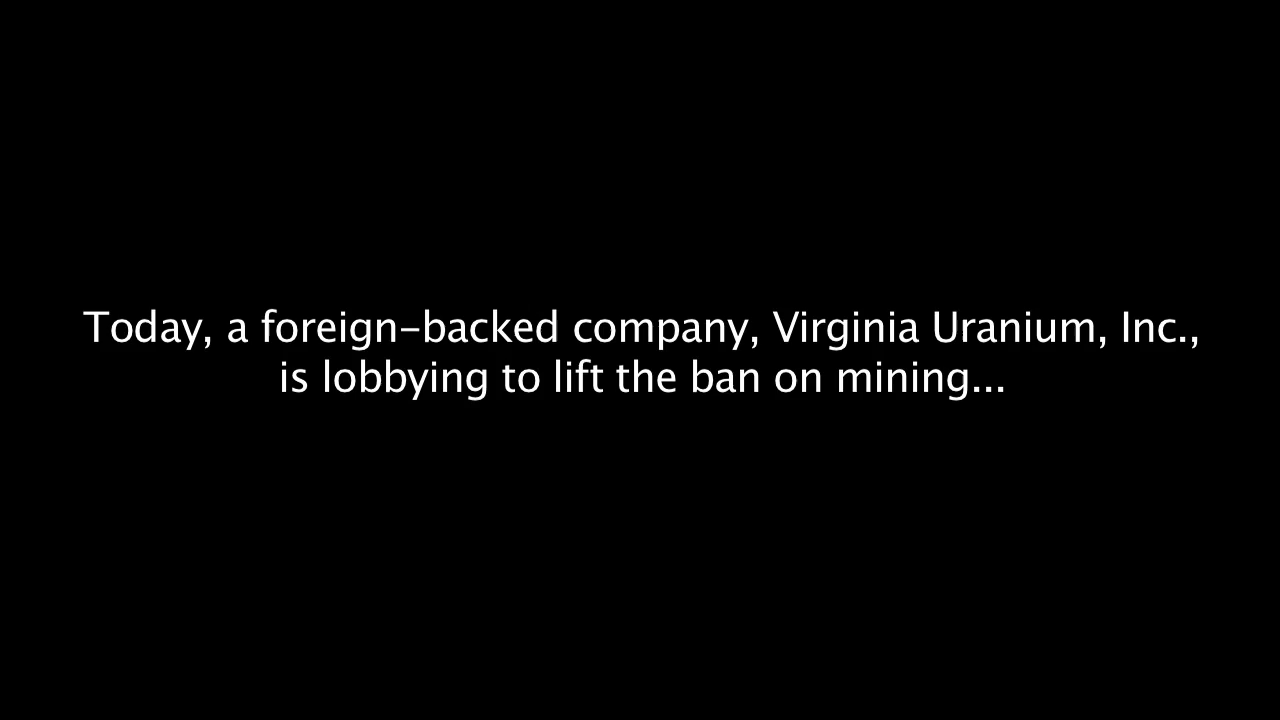 Today, a foreign-backed company, Virginia Uranium, Inc.,
is lobbying to lift the ban on mining...